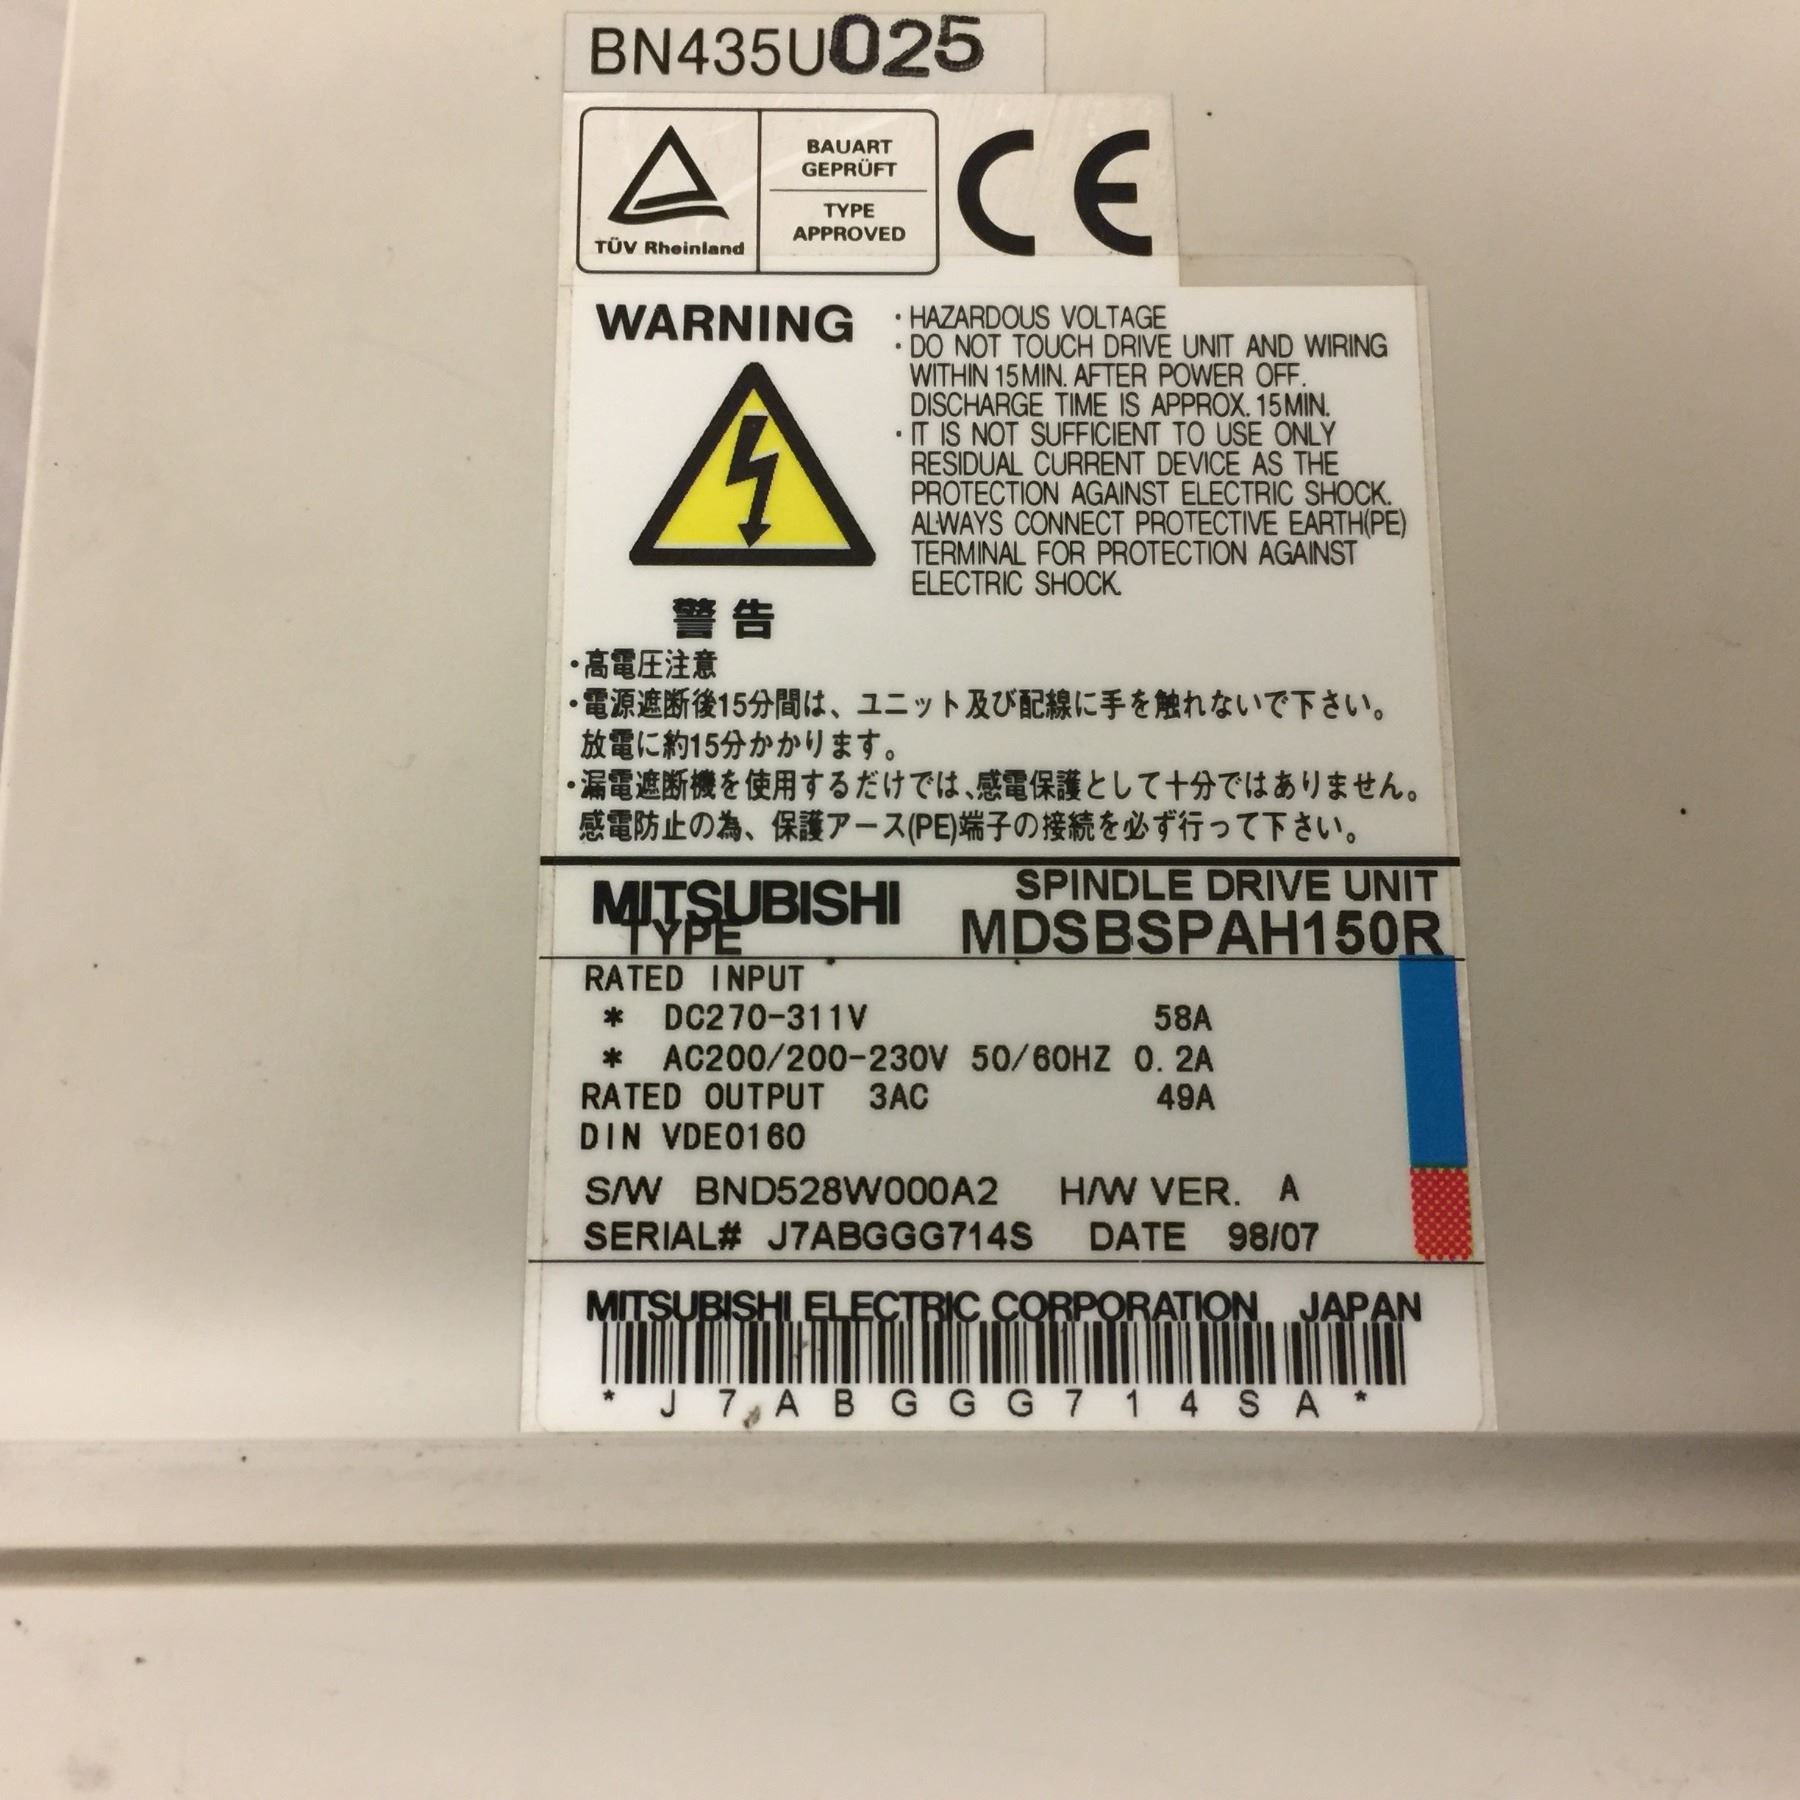 BN435U025
BAUART
GEPRÜFT
TYPE
APPROVED
TÜV Rheinland
CE
WARNING
・HAZARDOUS VOLTAGE
・DO NOT TOUCH DRIVE UNIT AND WIRING
WITHIN 15MIN. AFTER POWER OFF.
DISCHARGE TIME IS APPROX. 15MIN.
・IT IS NOT SUFFICIENT TO USE ONLY
RESIDUAL CURRENT DEVICE AS THE
PROTECTION AGAINST ELECTRIC SHOCK.
ALWAYS CONNECT PROTECTIVE EARTH(PE)
TERMINAL FOR PROTECTION AGAINST
ELECTRIC SHOCK.
警告
・高電圧注意
・電源遮断後15分間は、ユニット及び配線に手を触れないで下さい。
放電に約15分かかります。
・漏電遮断機を使用するだけでは、感電保護として十分ではありません。
感電防止の為、保護アース(PE)端子の接続を必ず行って下さい。
MITSUBISHI SPINDLE DRIVE UNIT
TYPE MDSBSPAH150R
RATED INPUT
* DC270-311V 58A
* AC200/200-230V 50/60HZ 0.2A
RATED OUTPUT 3AC 49A
DIN VDE0160
S/W BND528W000A2 H/W VER. A
SERIAL# J7ABGGG714S DATE 98/07
MITSUBISHI ELECTRIC CORPORATION JAPAN
* J 7 A B G G G 7 1 4 S A *